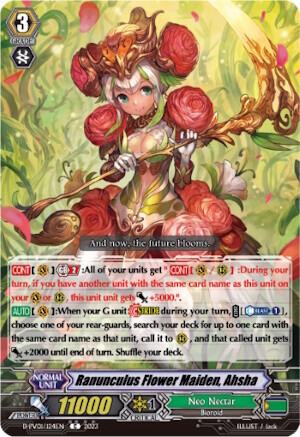 3
GRADE
And now, the future blooms.
CONT [ ] 2 :All of your units get "CONT [ / ] :During your
turn, if you have another unit with the same card name as this unit on
your or , this unit unit gets +5000.".
AUTO [ ]:When your G unit STRIDE during your turn, [ (1)],
choose one of your rear-guards, search your deck for up to one card with
the same card name as that unit, call it to , and that called unit gets
+2000 until end of turn. Shuffle your deck.
NORMAL UNIT
Ranunculus Flower Maiden, Ahsha
POWER
11000
1
CRITICAL
Neo Nectar
Bioroid
D-PV01/124EN
ILLUST / Jack